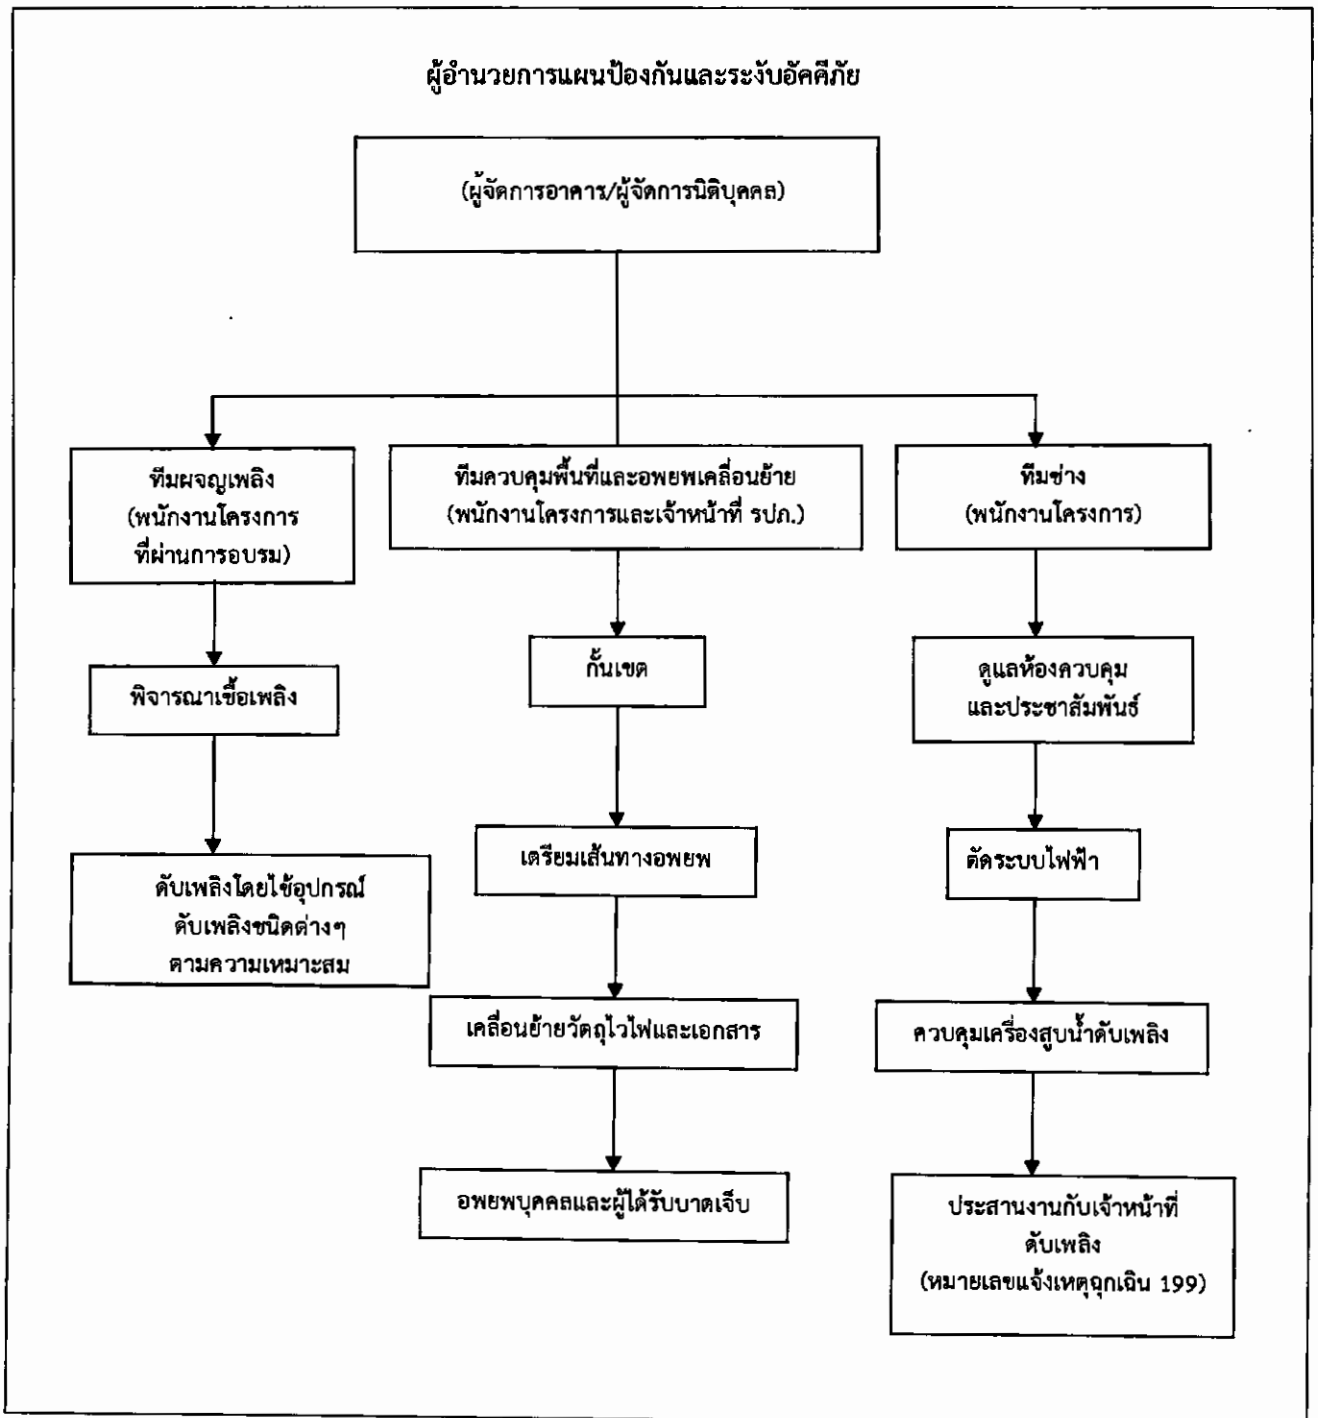 ผู้อำนวยการแผนป้องกันและระงับอัคคีภัย
(ผู้จัดการอาคาร/ผู้จัดการนิติบุคคล)
ทีมผจญเพลิง
(พนักงานโครงการ
ที่ผ่านการอบรม)
พิจารณาเชื้อเพลิง
ดับเพลิงโดยใช้อุปกรณ์
ดับเพลิงชนิดต่างๆ
ตามความเหมาะสม
ทีมควบคุมพื้นที่และอพยพเคลื่อนย้าย
(พนักงานโครงการและเจ้าหน้าที่ รปภ.)
กั้นเขต
เตรียมเส้นทางอพยพ
เคลื่อนย้ายวัตถุไวไฟและเอกสาร
อพยพบุคคลและผู้ได้รับบาดเจ็บ
ทีมช่าง
(พนักงานโครงการ)
ดูแลห้องควบคุม
และประชาสัมพันธ์
ตัดระบบไฟฟ้า
ควบคุมเครื่องสูบน้ำดับเพลิง
ประสานงานกับเจ้าหน้าที่
ดับเพลิง
(หมายเลขแจ้งเหตุฉุกเฉิน 199)